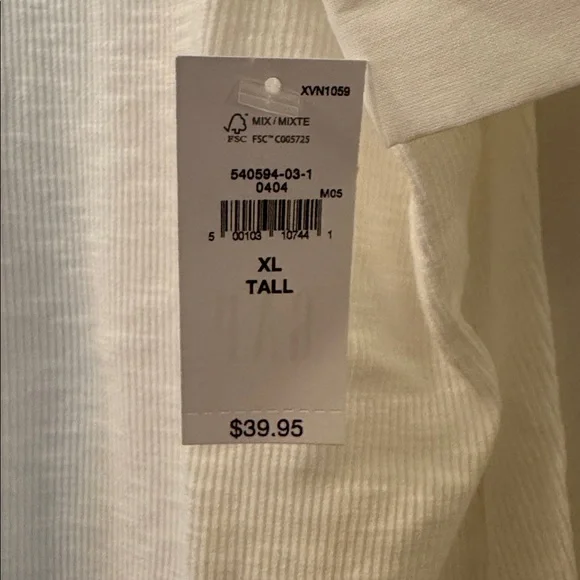 XVN1059
MIX / MIXTE
FSC FSC™ C005725
540594-03-1
0404
M05
5 00103 10744 1
XL
TALL
$39.95